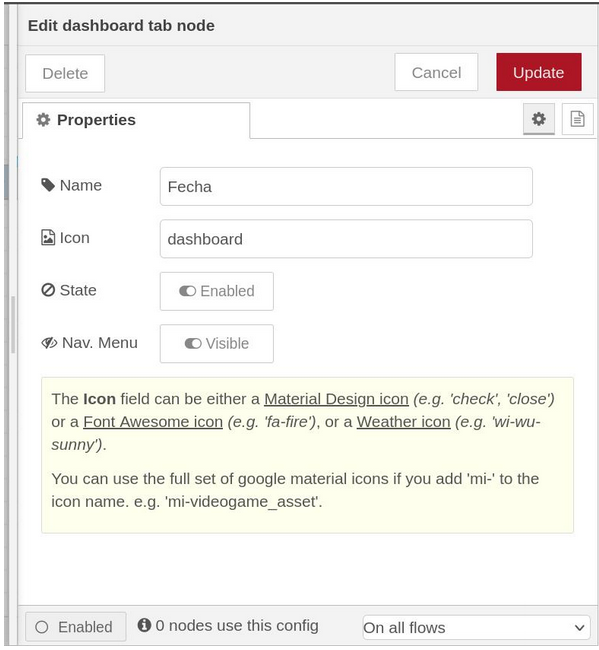 Edit dashboard tab node
Delete
Cancel
Update
Properties
Name
Fecha
Icon
dashboard
State
Enabled
Nav. Menu
Visible
The Icon field can be either a Material Design icon (e.g. 'check', 'close')
or a Font Awesome icon (e.g. 'fa-fire'), or a Weather icon (e.g. 'wi-wu-
sunny').
You can use the full set of google material icons if you add 'mi-' to the
icon name. e.g. 'mi-videogame_asset'.
Enabled
0 nodes use this config
On all flows